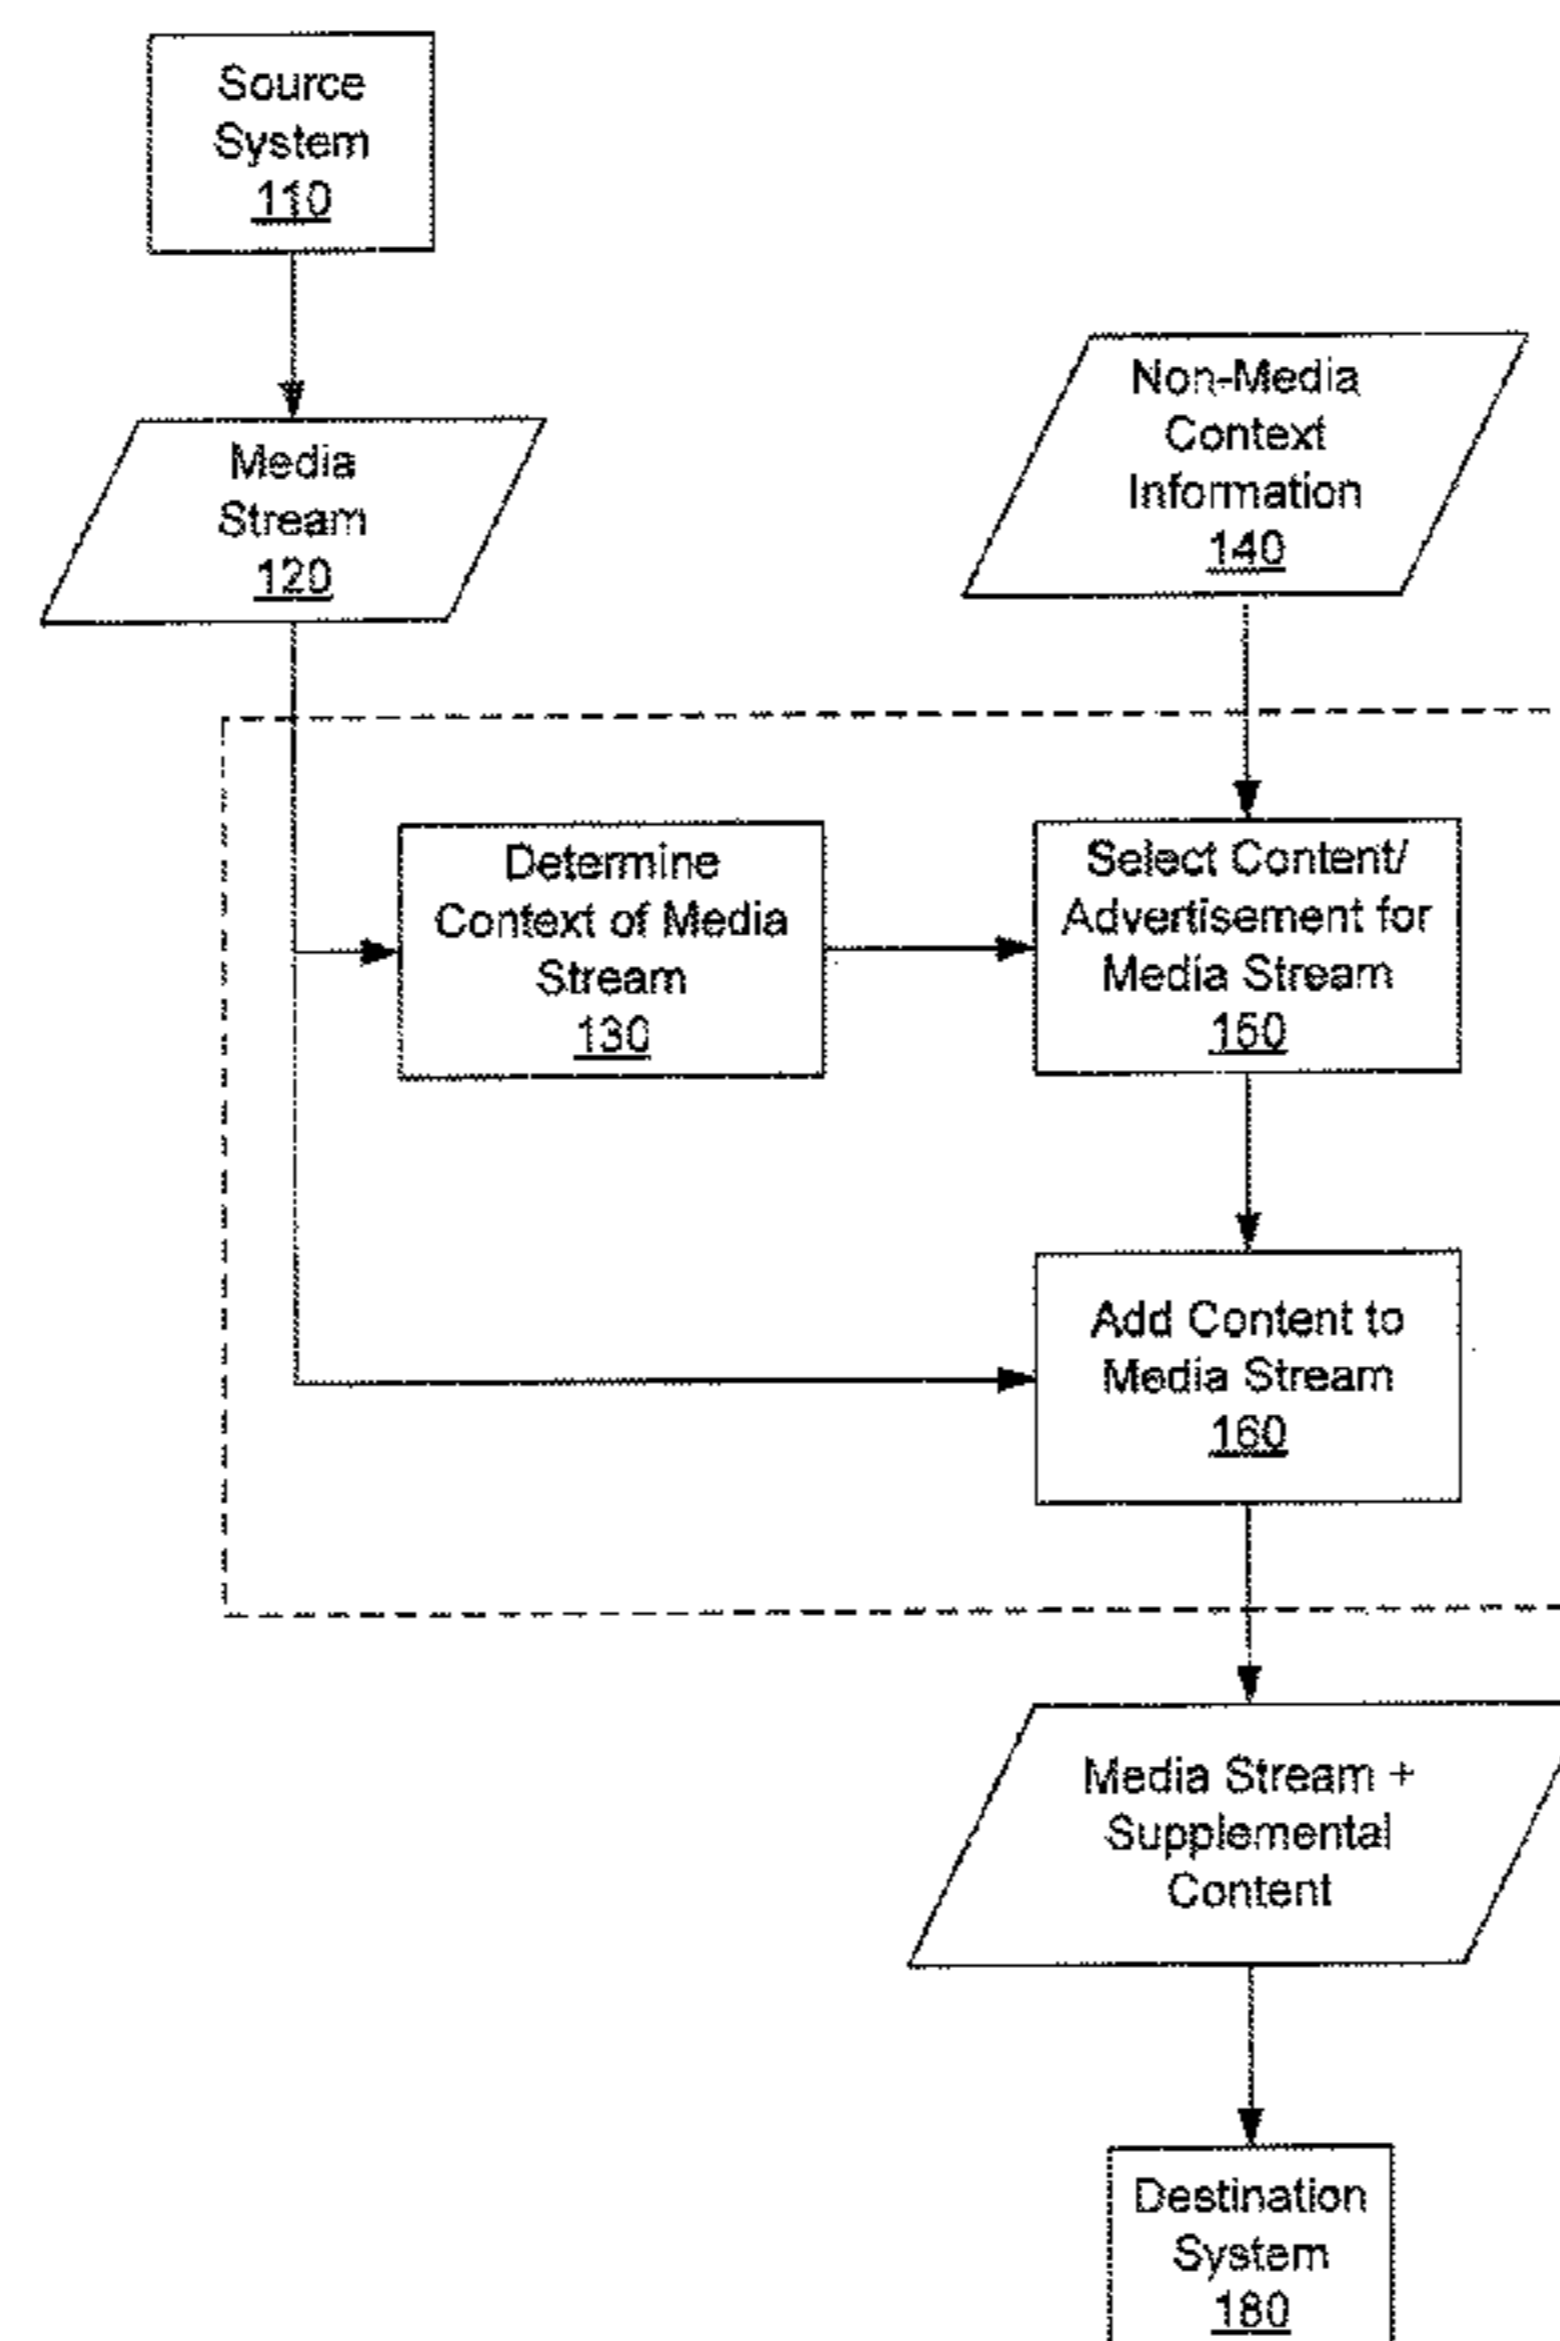 Source
System
110
Media
Stream
120
Non-Media
Context
Information
140
Determine
Context of Media
Stream
130
Select Content/
Advertisement for
Media Stream
150
Add Content to
Media Stream
160
Media Stream +
Supplemental
Content
Destination
System
180